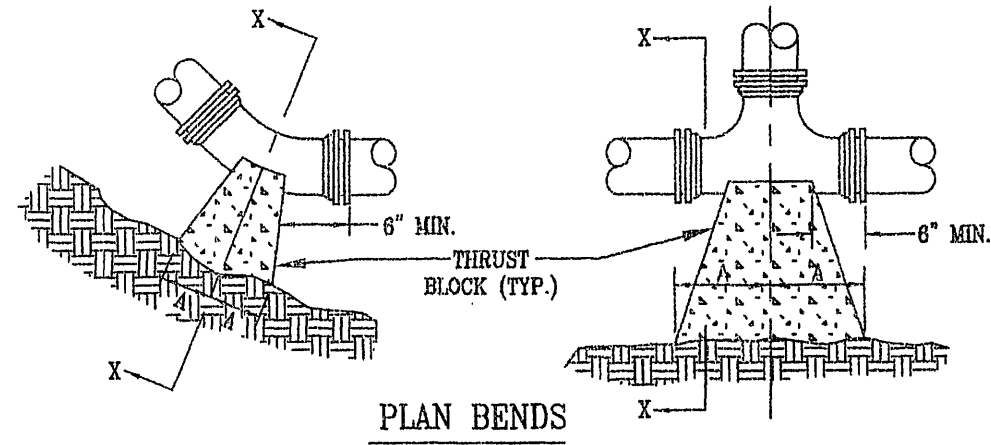 X
X
6" MIN.
6" MIN.
THRUST
BLOCK (TYP.)
A
A
A
A
X
X
PLAN BENDS